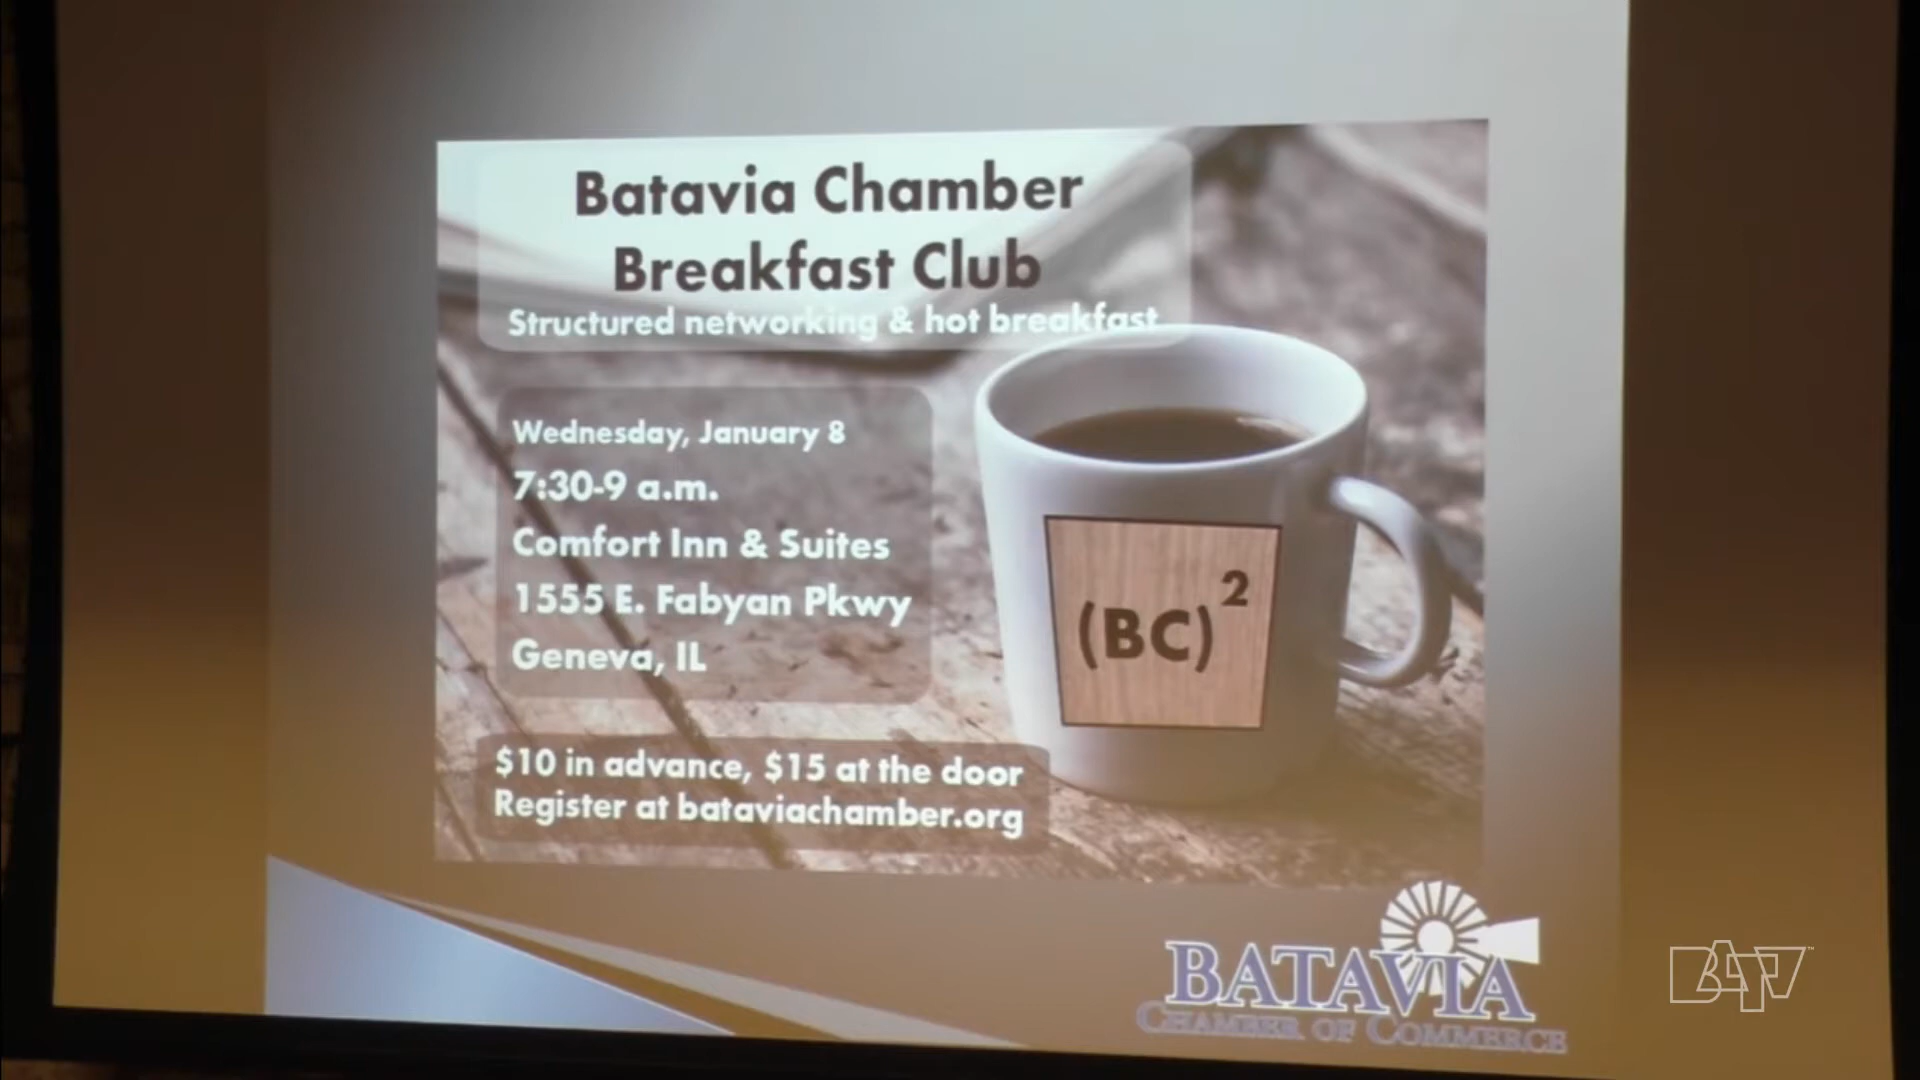 Batavia Chamber
Breakfast Club
Structured networking & hot breakfast
Wednesday, January 8
7:30-9 a.m.
Comfort Inn & Suites
1555 E. Fabyan Pkwy
Geneva, IL
(BC)²
$10 in advance, $15 at the door
Register at bataviachamber.org
BATAVIA
CHAMBER OF COMMERCE
BATV™